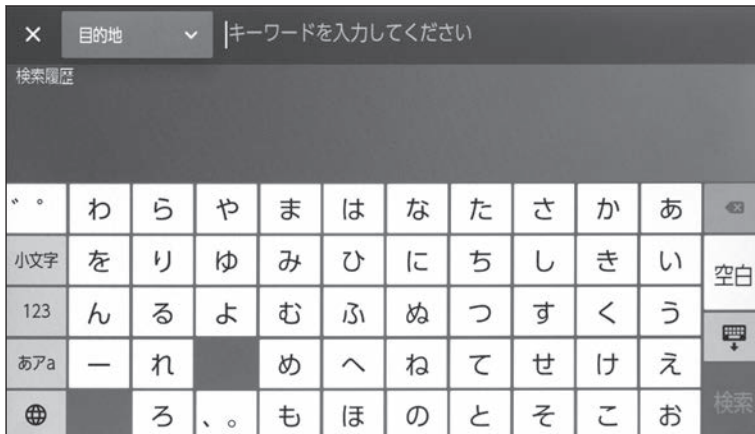 × 目的地 キーワードを入力してください
検索履歴
゛゜ わ ら や ま は な た さ か あ
小文字 を り ゆ み ひ に ち し き い 空白
123 ん る よ む ふ ぬ つ す く う
あアa ー れ め へ ね て せ け え
ろ 、。 も ほ の と そ こ お 検索